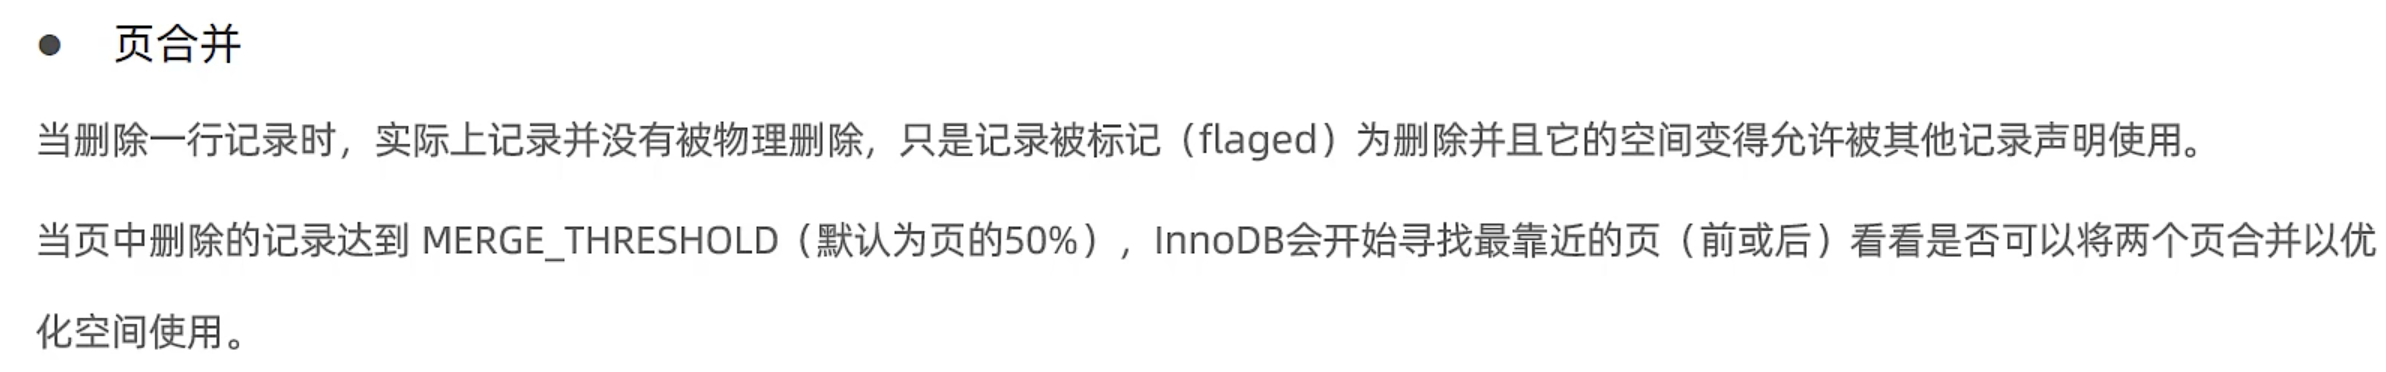 ● 页合并
当删除一行记录时，实际上记录并没有被物理删除，只是记录被标记（flaged）为删除并且它的空间变得允许被其他记录声明使用。
当页中删除的记录达到 MERGE_THRESHOLD（默认为页的50%），InnoDB会开始寻找最靠近的页（前或后）看看是否可以将两个页合并以优
化空间使用。